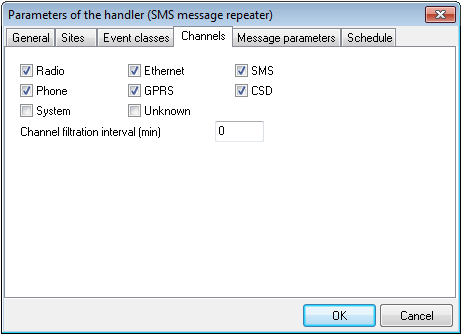 Parameters of the handler (SMS message repeater)
General Sites Event classes Channels Message parameters Schedule
Radio Ethernet SMS
Phone GPRS CSD
System Unknown
Channel filtration interval (min) 0
OK Cancel